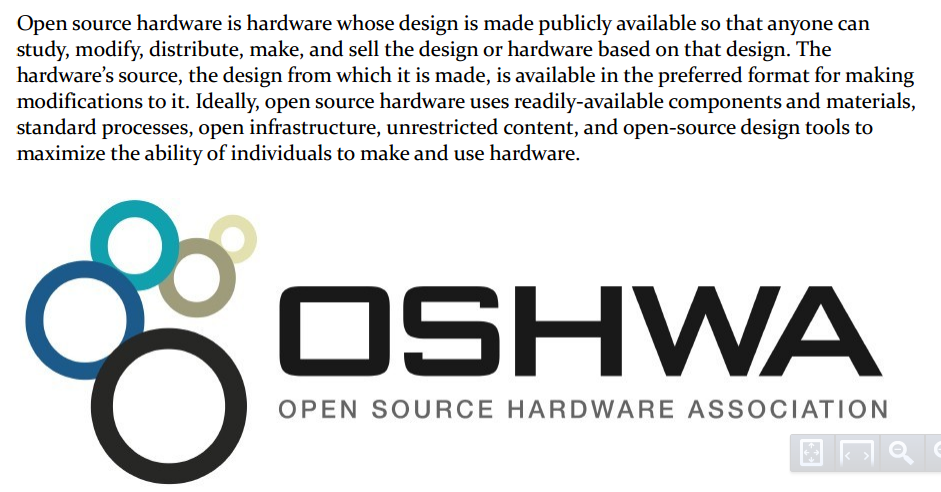 Open source hardware is hardware whose design is made publicly available so that anyone can
study, modify, distribute, make, and sell the design or hardware based on that design. The
hardware’s source, the design from which it is made, is available in the preferred format for making
modifications to it. Ideally, open source hardware uses readily-available components and materials,
standard processes, open infrastructure, unrestricted content, and open-source design tools to
maximize the ability of individuals to make and use hardware.
OSHWA
OPEN SOURCE HARDWARE ASSOCIATION